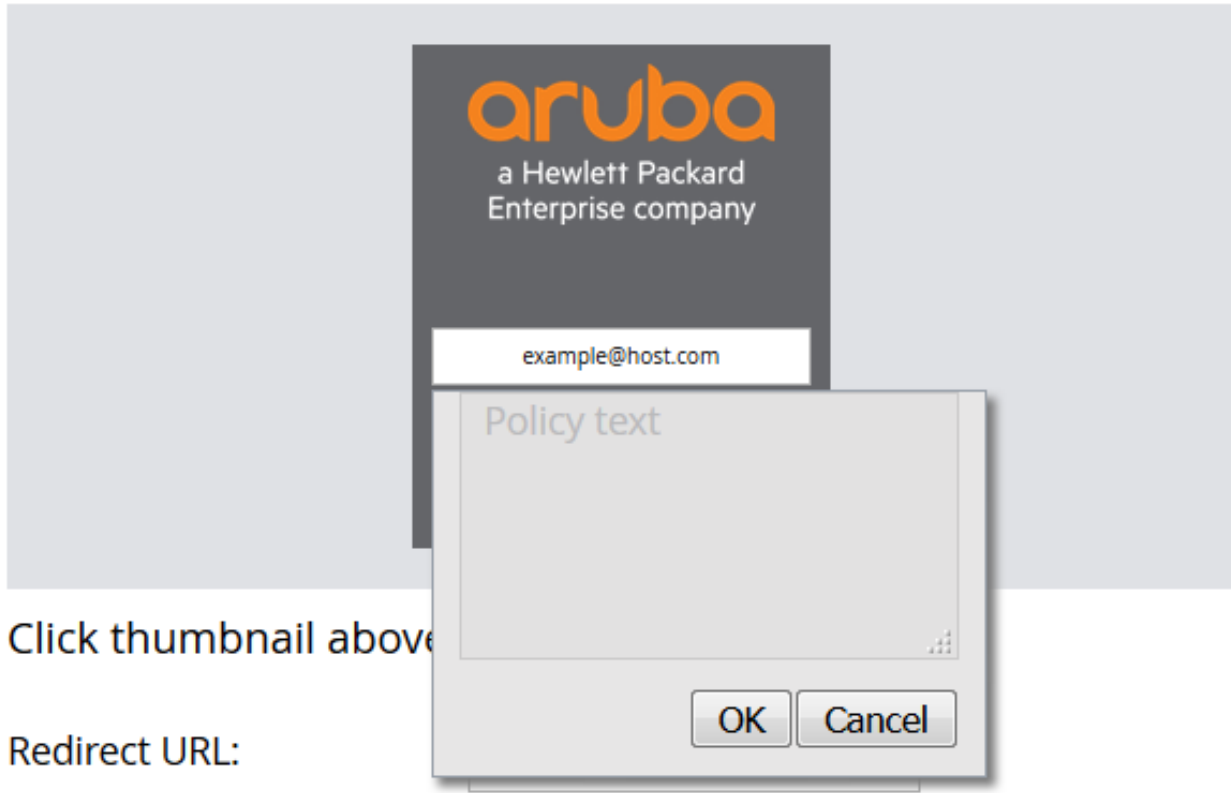 aruba
a Hewlett Packard
Enterprise company
example@host.com
Policy text
Click thumbnail above
OK Cancel
Redirect URL: